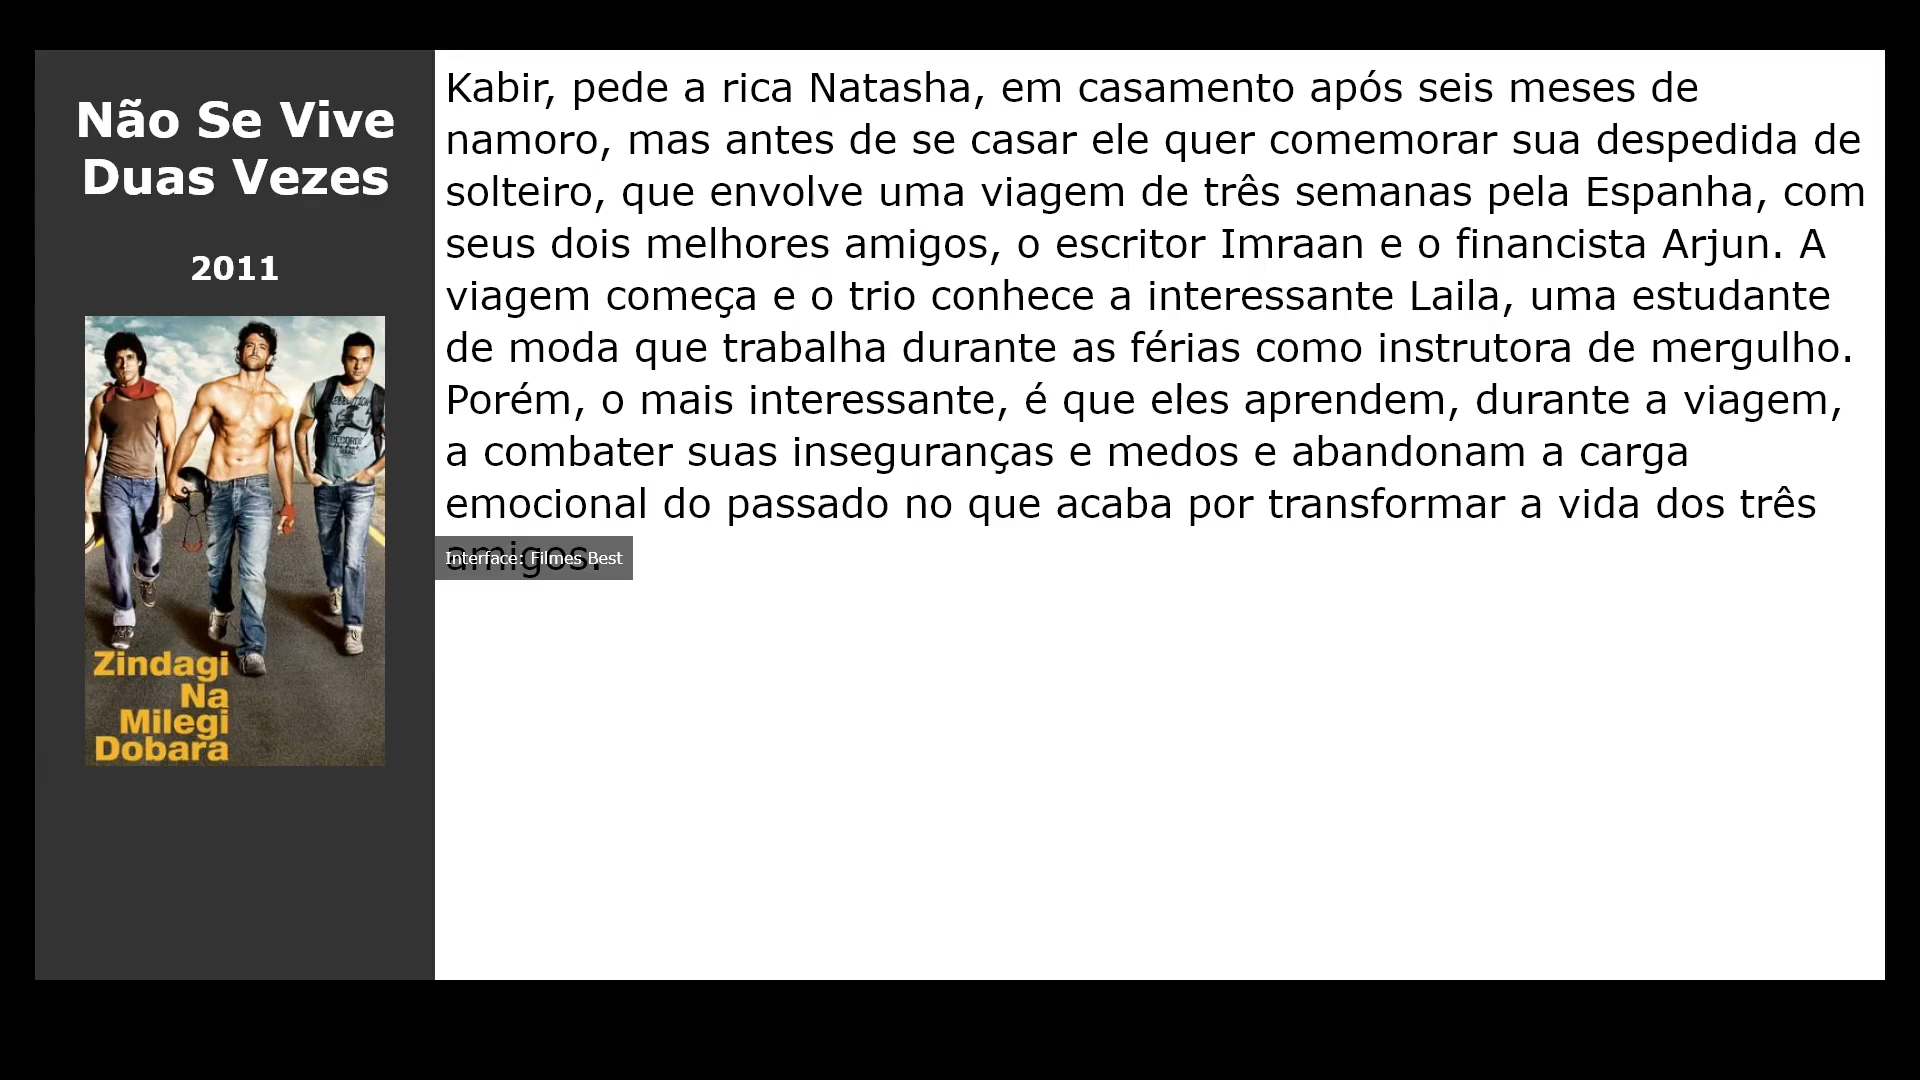 Não Se Vive
Duas Vezes
2011
Zindagi
Na
Milegi
Dobara
Kabir, pede a rica Natasha, em casamento após seis meses de
namoro, mas antes de se casar ele quer comemorar sua despedida de
solteiro, que envolve uma viagem de três semanas pela Espanha, com
seus dois melhores amigos, o escritor Imraan e o financista Arjun. A
viagem começa e o trio conhece a interessante Laila, uma estudante
de moda que trabalha durante as férias como instrutora de mergulho.
Porém, o mais interessante, é que eles aprendem, durante a viagem,
a combater suas inseguranças e medos e abandonam a carga
emocional do passado no que acaba por transformar a vida dos três
amigos.
Interface: Filmes Best